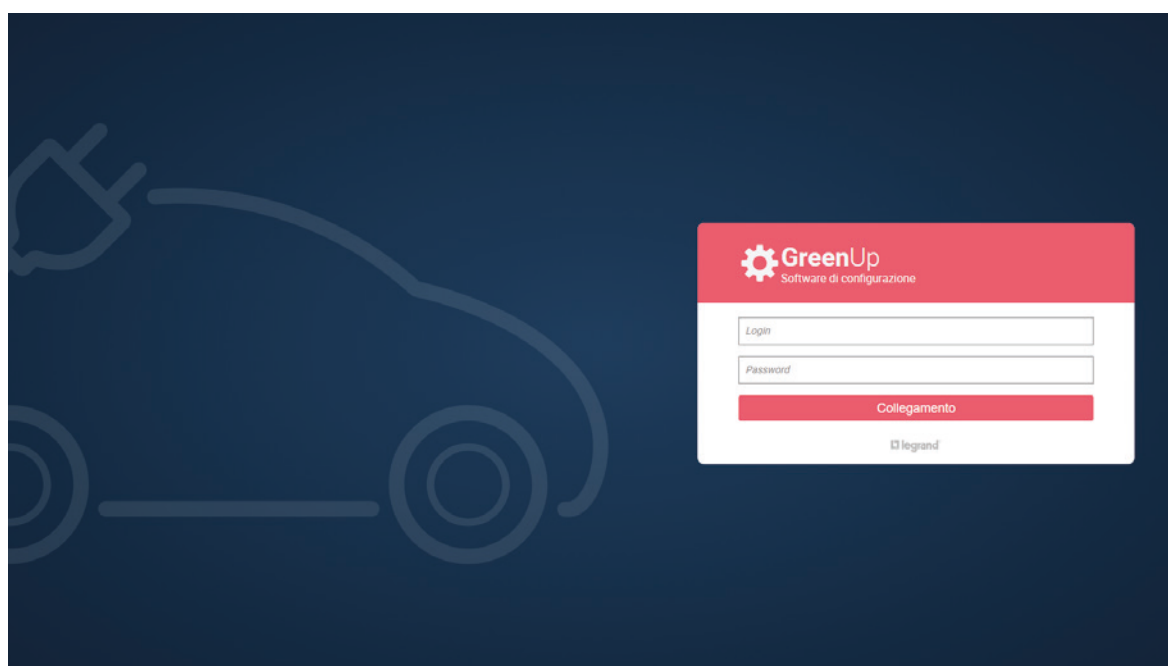 GreenUp
Software di configurazione
Login
Password
Collegamento
legrand